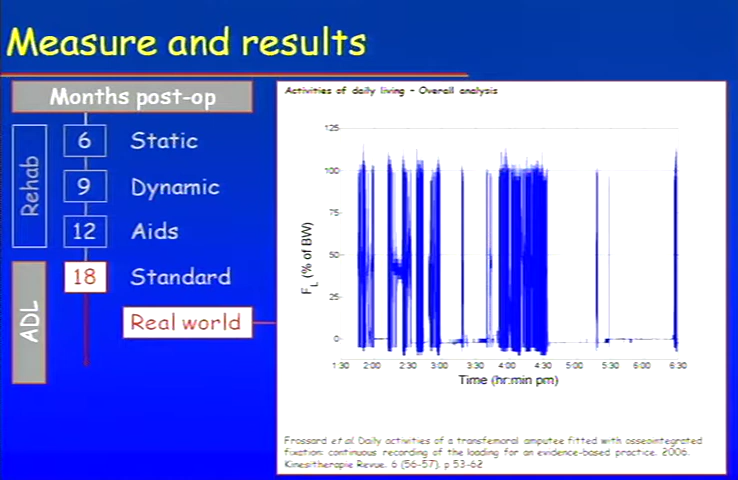 Measure and results
Months post-op
Rehab
6 Static
9 Dynamic
12 Aids
ADL
18 Standard
Real world
Activities of daily living - Overall analysis
125
100
75
50
25
0
F_L (% of BW)
1:30 2:00 2:30 3:00 3:30 4:00 4:30 5:00 5:30 6:00 6:30
Time (hr:min pm)
Frossard et al. Daily activities of a transfemoral amputee fitted with osseointegrated
fixation: continuous recording of the loading for an evidence-based practice. 2006.
Kinesitherapie Revue. 6 (56-57). p 53-62